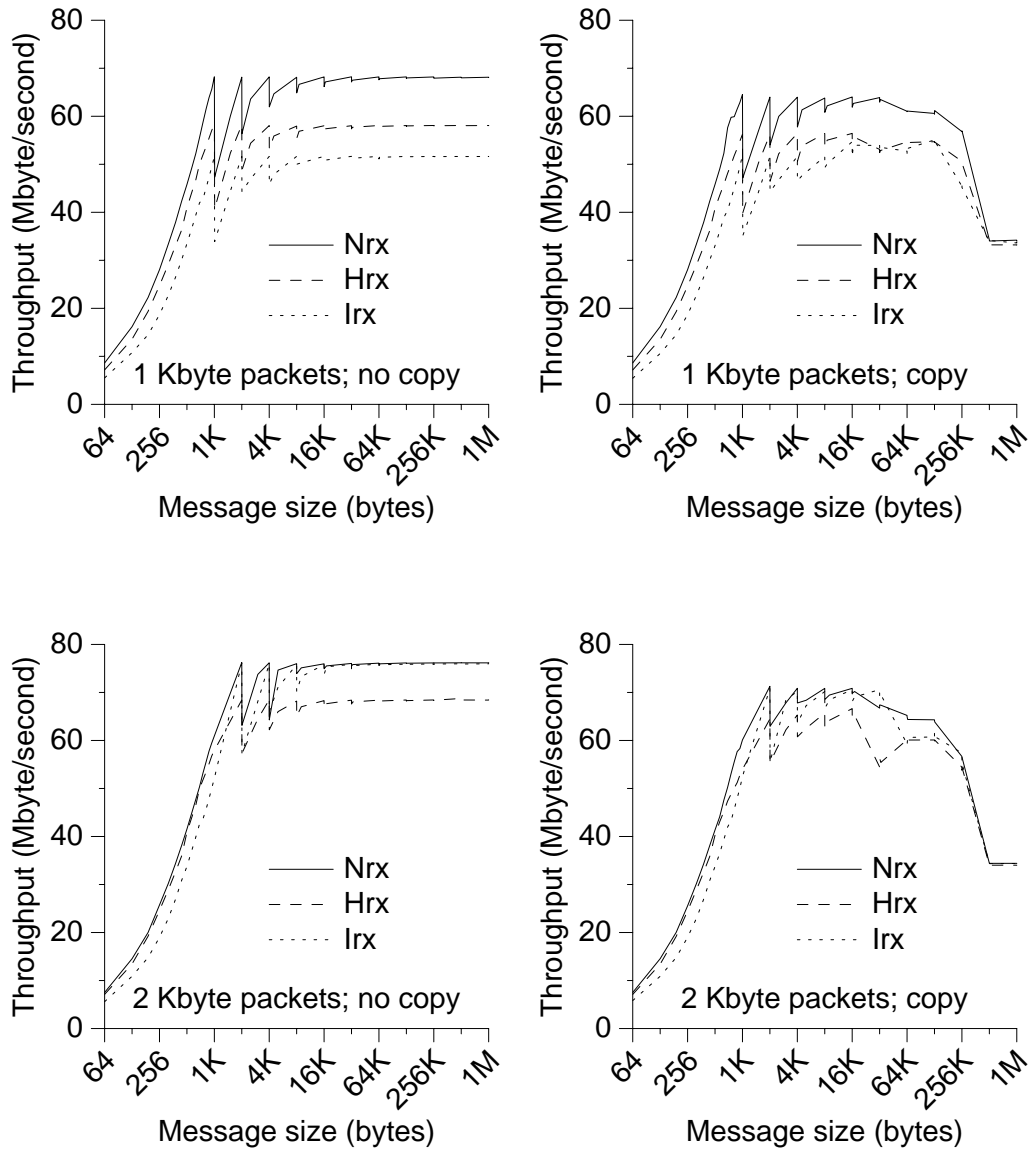 Throughput (Mbyte/second)
80
60
40
20
0
Nrx
Hrx
Irx
1 Kbyte packets; no copy
64
256
1K
4K
16K
64K
256K
1M
Message size (bytes)
Throughput (Mbyte/second)
80
60
40
20
0
Nrx
Hrx
Irx
1 Kbyte packets; copy
64
256
1K
4K
16K
64K
256K
1M
Message size (bytes)
Throughput (Mbyte/second)
80
60
40
20
0
Nrx
Hrx
Irx
2 Kbyte packets; no copy
64
256
1K
4K
16K
64K
256K
1M
Message size (bytes)
Throughput (Mbyte/second)
80
60
40
20
0
Nrx
Hrx
Irx
2 Kbyte packets; copy
64
256
1K
4K
16K
64K
256K
1M
Message size (bytes)